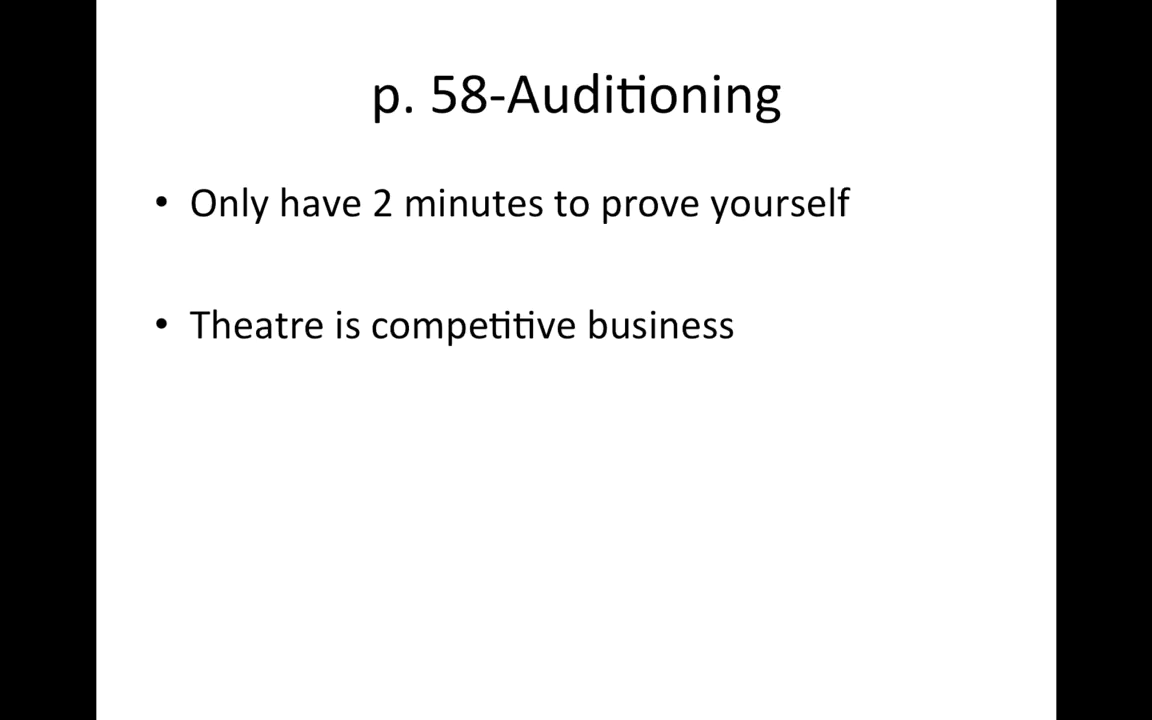 p. 58-Auditioning
• Only have 2 minutes to prove yourself
• Theatre is competitive business